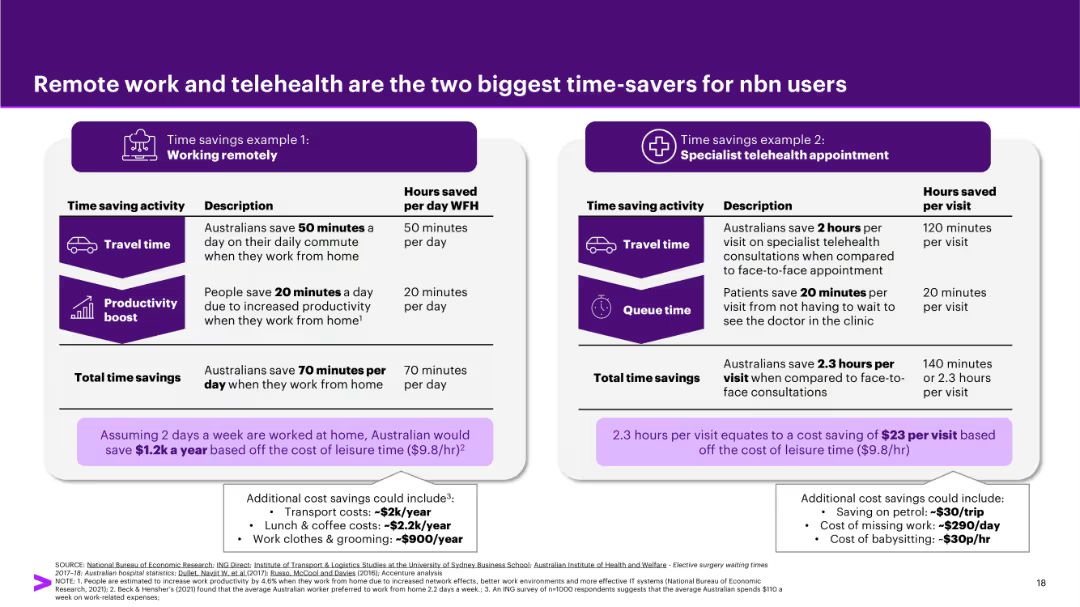 Remote work and telehealth are the two biggest time-savers for nbn users
Time savings example 1:
Working remotely
Time saving activity
Description
Hours saved
per day WFH
Travel time
Australians save 50 minutes a
day on their daily commute
when they work from home
50 minutes
per day
Productivity
boost
People save 20 minutes a day
due to increased productivity
when they work from home1
20 minutes
per day
Total time savings
Australians save 70 minutes per
day when they work from home
70 minutes
per day
Assuming 2 days a week are worked at home, Australian would
save $1.2k a year based off the cost of leisure time ($9.8/hr)2
Additional cost savings could include3:
• Transport costs: ~$2k/year
• Lunch & coffee costs: ~$2.2k/year
• Work clothes & grooming: ~$900/year
Time savings example 2:
Specialist telehealth appointment
Time saving activity
Description
Hours saved
per visit
Travel time
Australians save 2 hours per
visit on specialist telehealth
consultations when compared
to face-to-face appointment
120 minutes
per visit
Queue time
Patients save 20 minutes per
visit from not having to wait to
see the doctor in the clinic
20 minutes
per visit
Total time savings
Australians save 2.3 hours per
visit when compared to face-to-
face consultations
140 minutes
or 2.3 hours
per visit
2.3 hours per visit equates to a cost saving of $23 per visit based
off the cost of leisure time ($9.8/hr)
Additional cost savings could include:
• Saving on petrol: ~$30/trip
• Cost of missing work: ~$290/day
• Cost of babysitting: ~$30p/hr
SOURCE: National Bureau of Economic Research; ING Direct; Institute of Transport & Logistics Studies at the University of Sydney Business School; Australian Institute of Health and Welfare - Elective surgery waiting times
2017–18: Australian hospital statistics; Dullet, Navjit W. et al (2017); Russo, McCool and Davies (2016); Accenture analysis
NOTE: 1. People are estimated to increase work productivity by 4.6% when they work from home due to increased network effects, better work environments and more effective IT systems (National Bureau of Economic
Research, 2021); 2. Beck & Hensher's (2021) found that the average Australian worker preferred to work from home 2.2 days a week.; 3. An ING survey of n=1000 respondents suggests that the average Australian spends $110 a
week on work-related expenses;
18